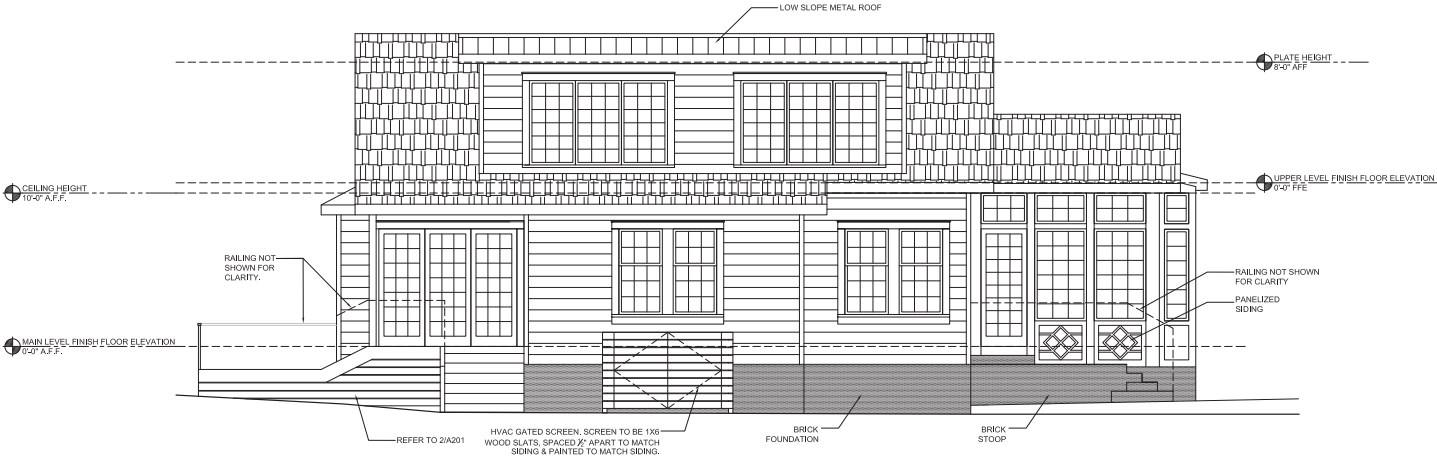 LOW SLOPE METAL ROOF
PLATE HEIGHT
8'-0" AFF
CEILING HEIGHT
10'-0" A.F.F.
UPPER LEVEL FINISH FLOOR ELEVATION
0'-0" FFE
RAILING NOT
SHOWN FOR
CLARITY.
RAILING NOT SHOWN
FOR CLARITY
PANELIZED
SIDING
MAIN LEVEL FINISH FLOOR ELEVATION
0'-0" A.F.F.
REFER TO 2/A201
HVAC GATED SCREEN. SCREEN TO BE 1X6
WOOD SLATS, SPACED ½" APART TO MATCH
SIDING & PAINTED TO MATCH SIDING.
BRICK
FOUNDATION
BRICK
STOOP